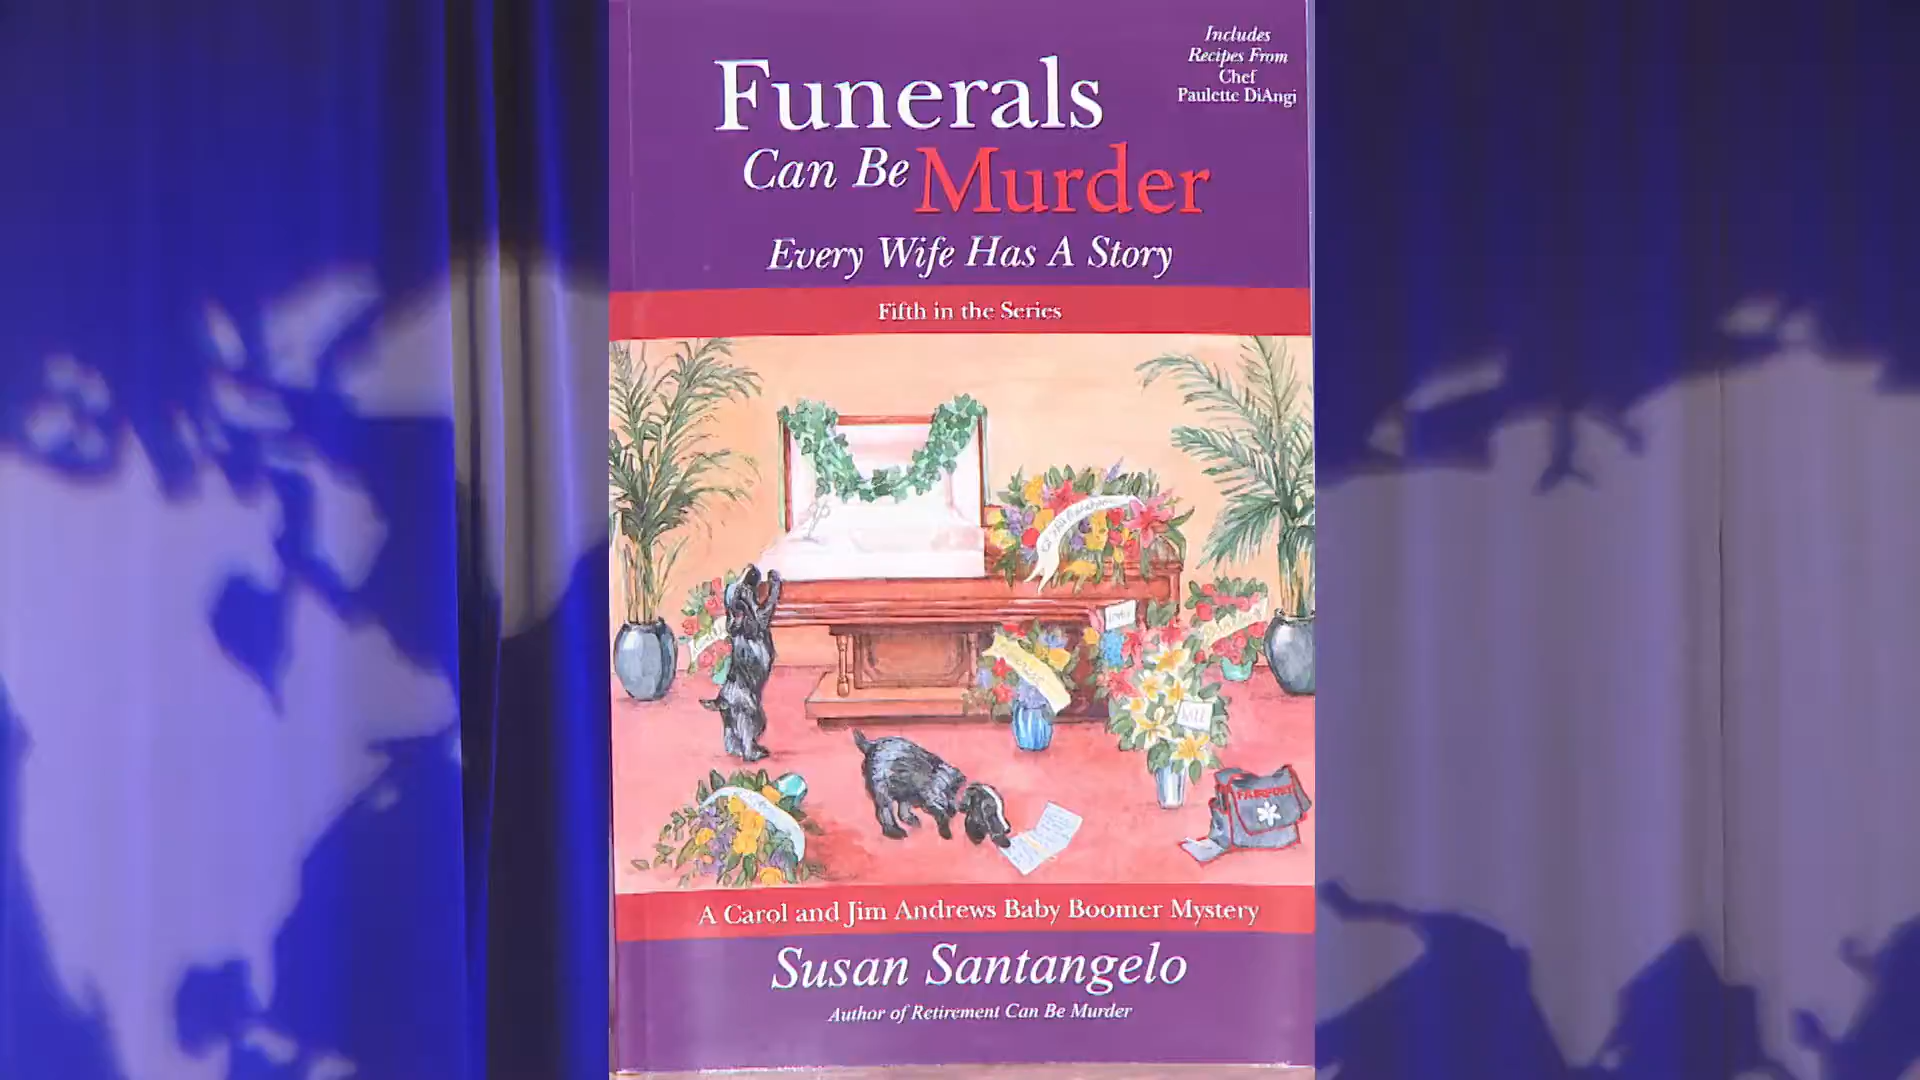 Includes
Recipes From
Chef
Paulette DiAngi
Funerals
Can Be Murder
Every Wife Has A Story
Fifth in the Series
FAIRPORT
A Carol and Jim Andrews Baby Boomer Mystery
Susan Santangelo
Author of Retirement Can Be Murder